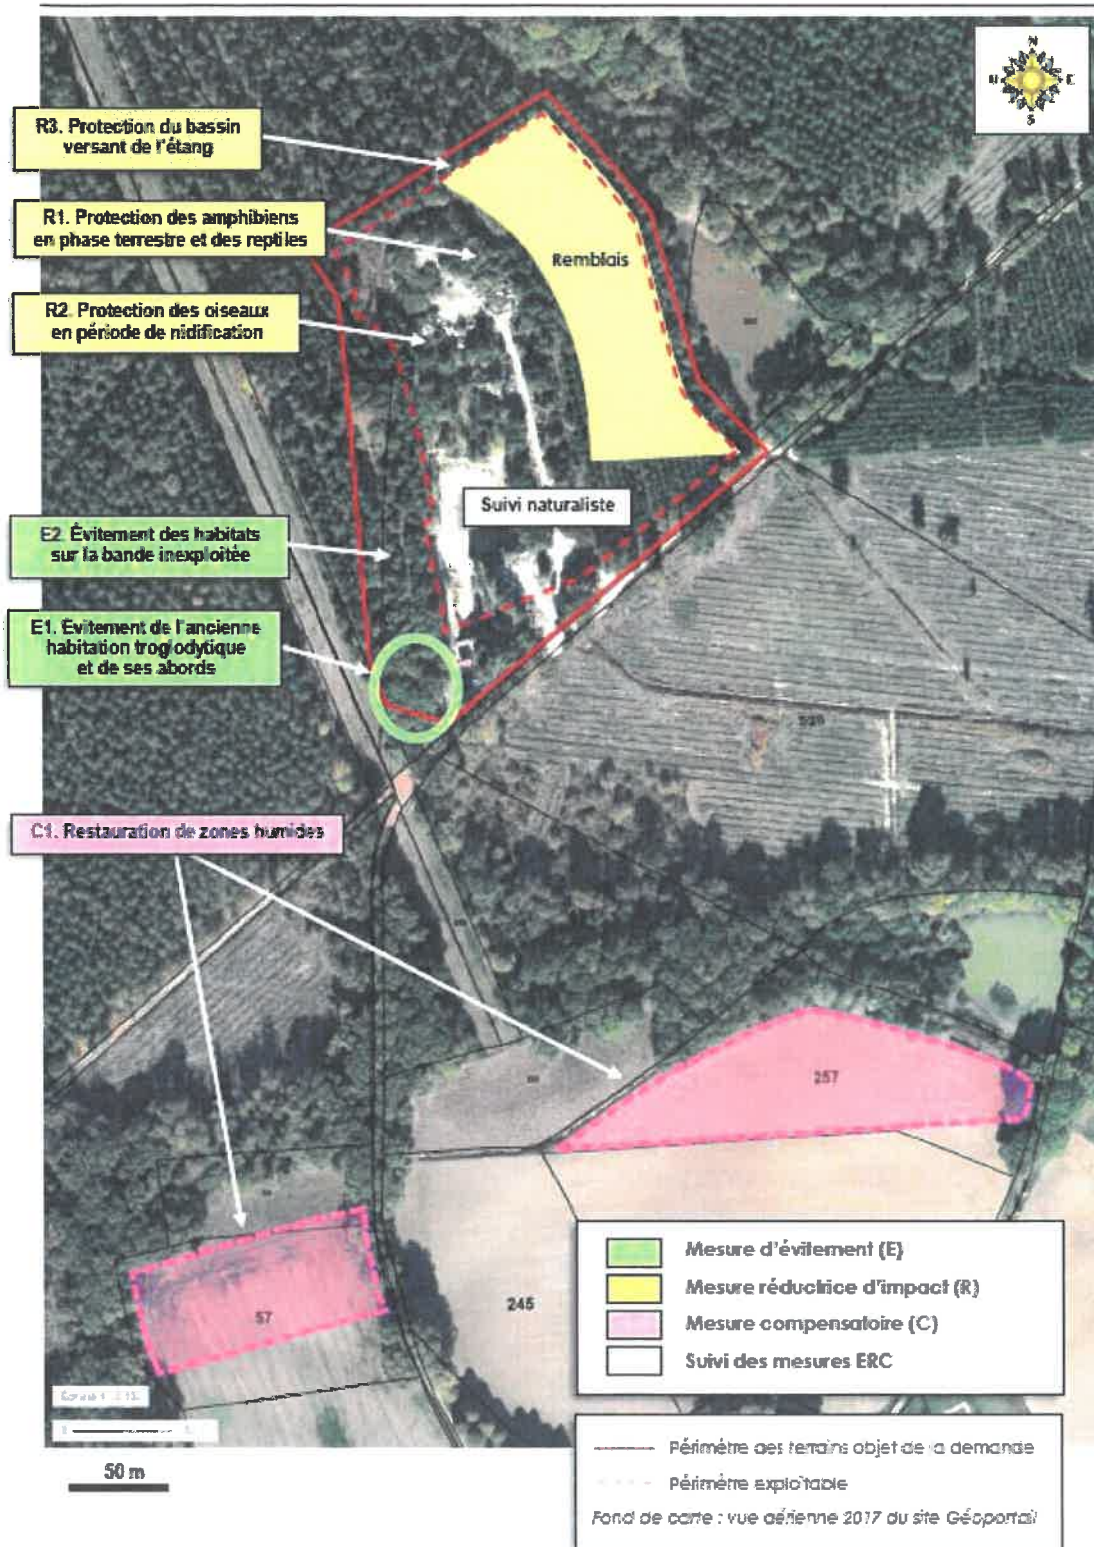 N
E
S
R3. Protection du bassin
versant de l'étang
R1. Protection des amphibiens
en phase terrestre et des reptiles
Remblais
R2. Protection des oiseaux
en période de nidification
Suivi naturaliste
E2. Évitement des habitats
sur la bande inexploitée
E1. Evitement de l'ancienne
habitation troglodytique
et de ses abords
C1. Restauration de zones humides
257
57
245
Mesure d'évitement (E)
Mesure réductrice d'impact (R)
Mesure compensatoire (C)
Suivi des mesures ERC
50 m
Périmètre des terrains objet de la demande
Périmètre exploitable
Fond de carte : vue aérienne 2017 du site Géoportail